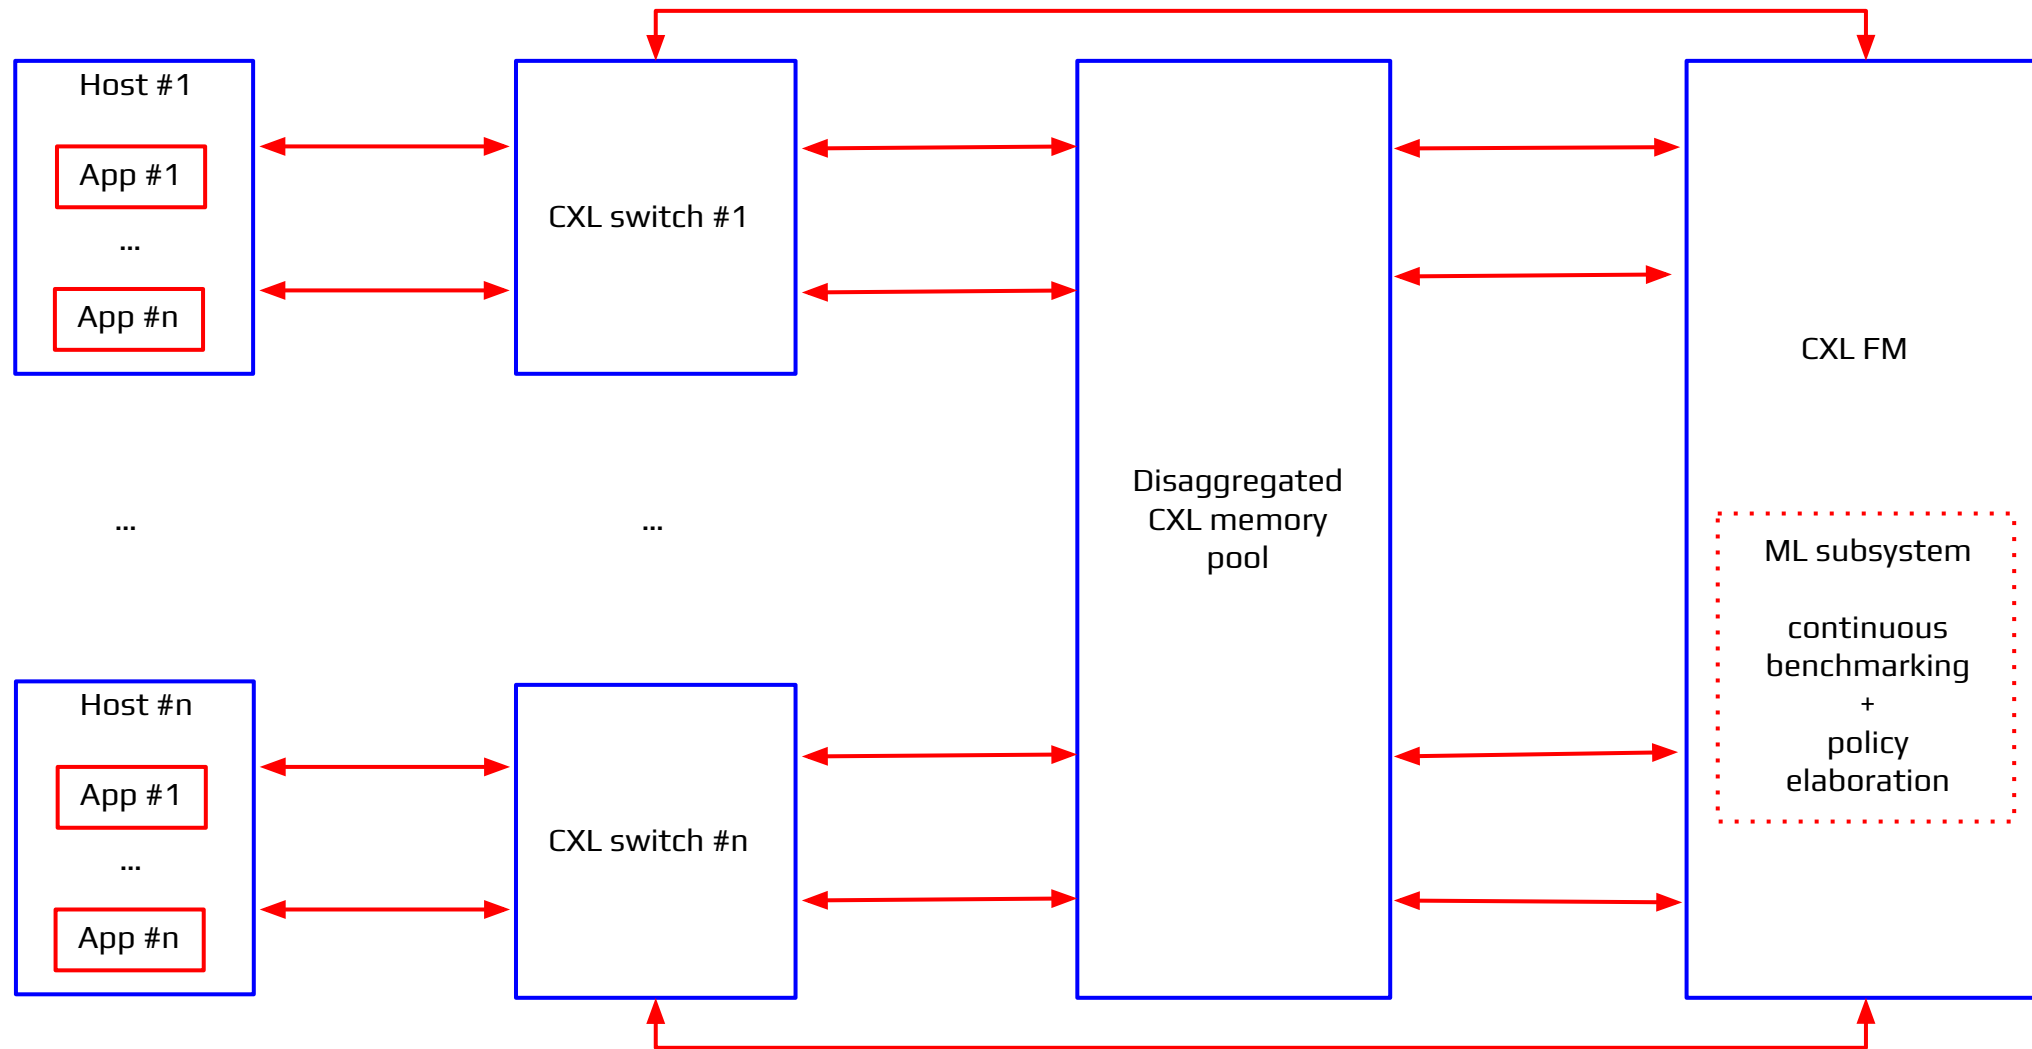 Host #1
App #1
...
App #n
CXL switch #1
...
...
Host #n
App #1
...
App #n
CXL switch #n
Disaggregated
CXL memory
pool
CXL FM
ML subsystem
continuous
benchmarking
+
policy
elaboration